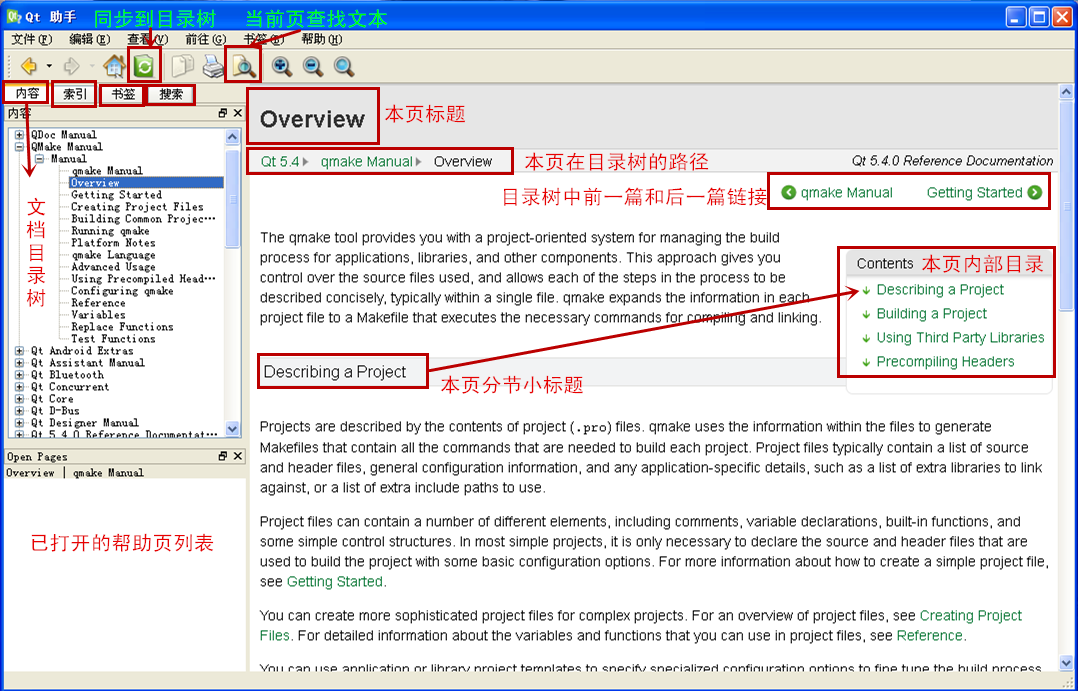 Qt 助手
同步到目录树 当前页查找文本
文件(F) 编辑(E) 查看(V) 前往(G) 书签(B) 帮助(H)
内容 索引 书签 搜索
内容
QDoc Manual
QMake Manual
Manual
qmake Manual
Overview
Getting Started
Creating Project Files
Building Common Projec···
Running qmake
Platform Notes
qmake Language
Advanced Usage
Using Precompiled Head···
Configuring qmake
Reference
Variables
Replace Functions
Test Functions
Qt Android Extras
Qt Assistant Manual
Qt Bluetooth
Qt Concurrent
Qt Core
Qt D-Bus
Qt Designer Manual
Qt 5.4.0 Reference Documentat···
文档目录树
Open Pages
Overview | qmake Manual
已打开的帮助页列表
Overview
本页标题
Qt 5.4 qmake Manual Overview
本页在目录树的路径
Qt 5.4.0 Reference Documentation
目录树中前一篇和后一篇链接
qmake Manual Getting Started
The qmake tool provides you with a project-oriented system for managing the build
process for applications, libraries, and other components. This approach gives you
control over the source files used, and allows each of the steps in the process to be
described concisely, typically within a single file. qmake expands the information in each
project file to a Makefile that executes the necessary commands for compiling and linking.
Contents 本页内部目录
Describing a Project
Building a Project
Using Third Party Libraries
Precompiling Headers
Describing a Project
本页分节小标题
Projects are described by the contents of project (.pro) files. qmake uses the information within the files to generate
Makefiles that contain all the commands that are needed to build each project. Project files typically contain a list of source
and header files, general configuration information, and any application-specific details, such as a list of extra libraries to link
against, or a list of extra include paths to use.
Project files can contain a number of different elements, including comments, variable declarations, built-in functions, and
some simple control structures. In most simple projects, it is only necessary to declare the source and header files that are
used to build the project with some basic configuration options. For more information about how to create a simple project file,
see Getting Started.
You can create more sophisticated project files for complex projects. For an overview of project files, see Creating Project
Files. For detailed information about the variables and functions that you can use in project files, see Reference.
You can use application or library project templates to specify specialized configuration options to fine tune the build process